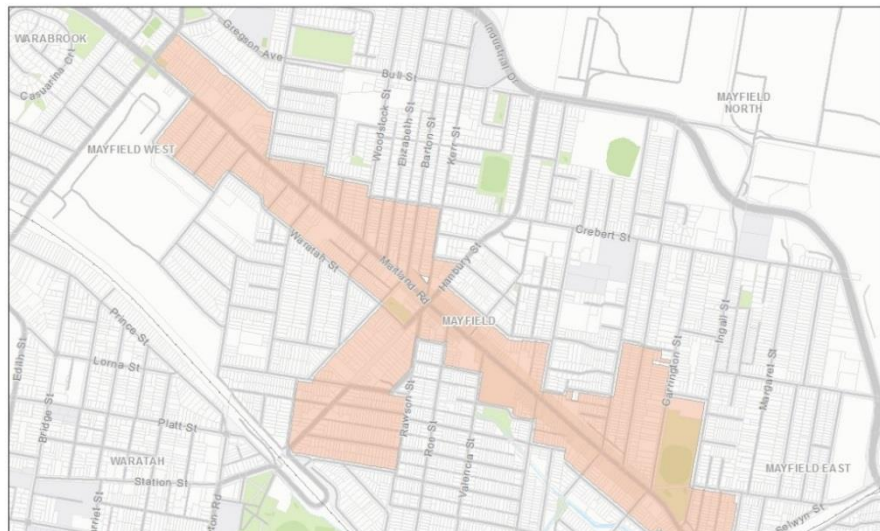 WARABROOK
Gregson Ave
Industrial Dr
Casuarina Crt
Bull St
MAYFIELD
NORTH
Woodstock St
Elizabeth St
Barton St
Kerr St
MAYFIELD WEST
Crebert St
Waratah St
Maitland Rd
Hanbury St
Prince St
MAYFIELD
Ingall St
Carrington St
Margaret St
Edith St
Lorna St
Bridge St
Rawson St
Roe St
Platt St
WARATAH
Valencia St
MAYFIELD EAST
Station St
Selwyn St